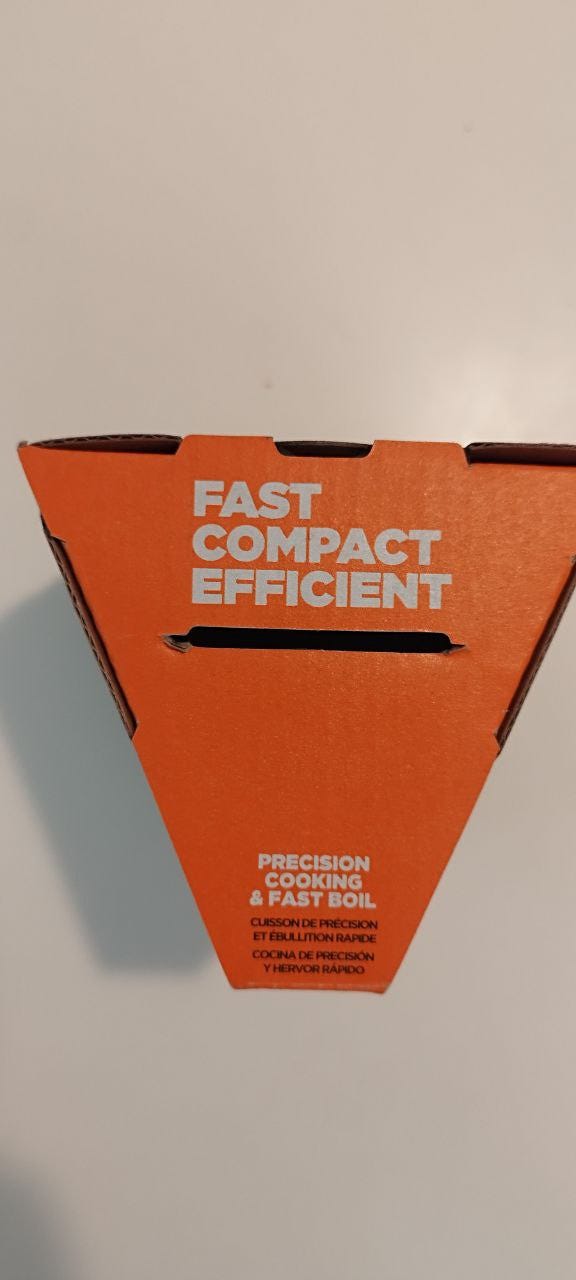 FAST
COMPACT
EFFICIENT
PRECISION
COOKING
& FAST BOIL
CUISSON DE PRÉCISION
ET ÉBULLITION RAPIDE
COCINA DE PRECISIÓN
Y HERVOR RÁPIDO